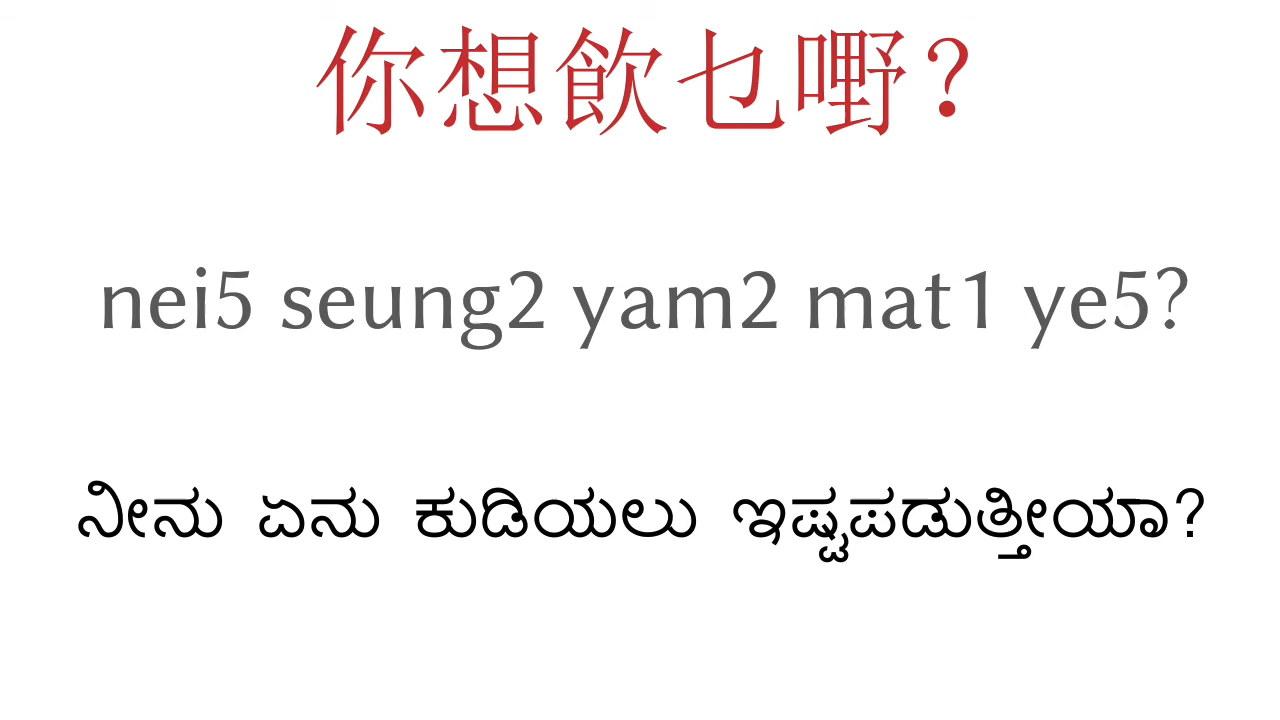 你想飲乜嘢？
nei5 seung2 yam2 mat1 ye5?
ನೀನು ಏನು ಕುಡಿಯಲು ಇಷ್ಟಪಡುತ್ತೀಯಾ?